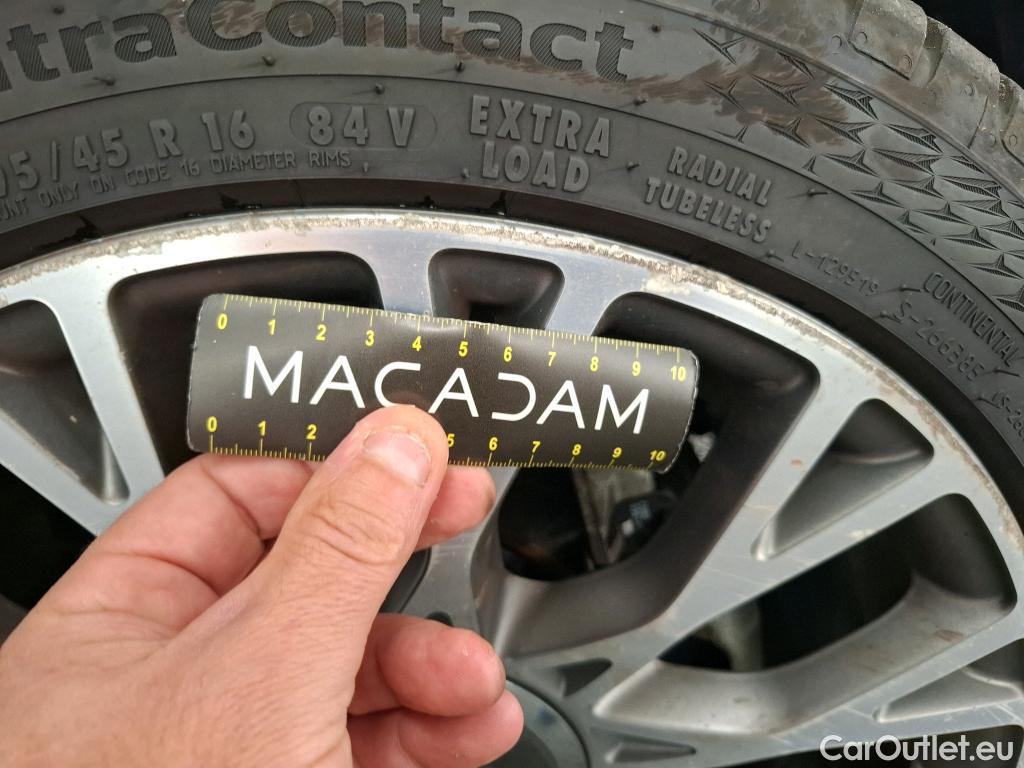 traContact
5/45 R 16 84 V EXTRA LOAD
ONLY ON CODE 16 DIAMETER RIMS
RADIAL
TUBELESS
L-129519 S-266385
CONTINENTAL
0 1 2 3 4 5 6 7 8 9 10
MACADAM
0 1 2 5 6 7 8 9 10
CarOutlet.eu